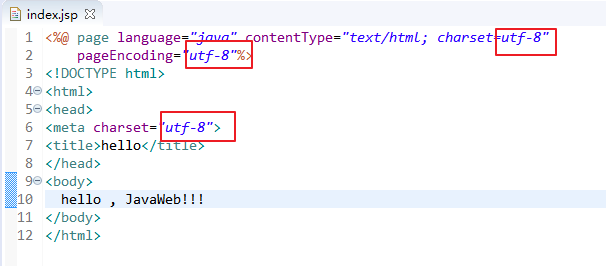 index.jsp
1 <%@ page language="java" contentType="text/html; charset=utf-8"
2     pageEncoding="utf-8"%>
3 <!DOCTYPE html>
4 <html>
5 <head>
6 <meta charset="utf-8">
7 <title>hello</title>
8 </head>
9 <body>
10   hello , JavaWeb!!!
11 </body>
12 </html>